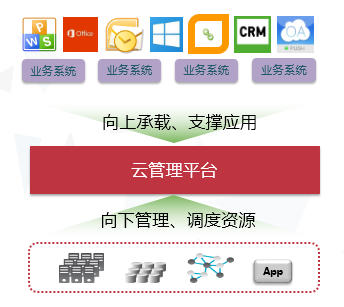 WPS Office CRM OA
PUSH
业务系统 业务系统 业务系统 业务系统
向上承载、支撑应用
云管理平台
向下管理、调度资源
App